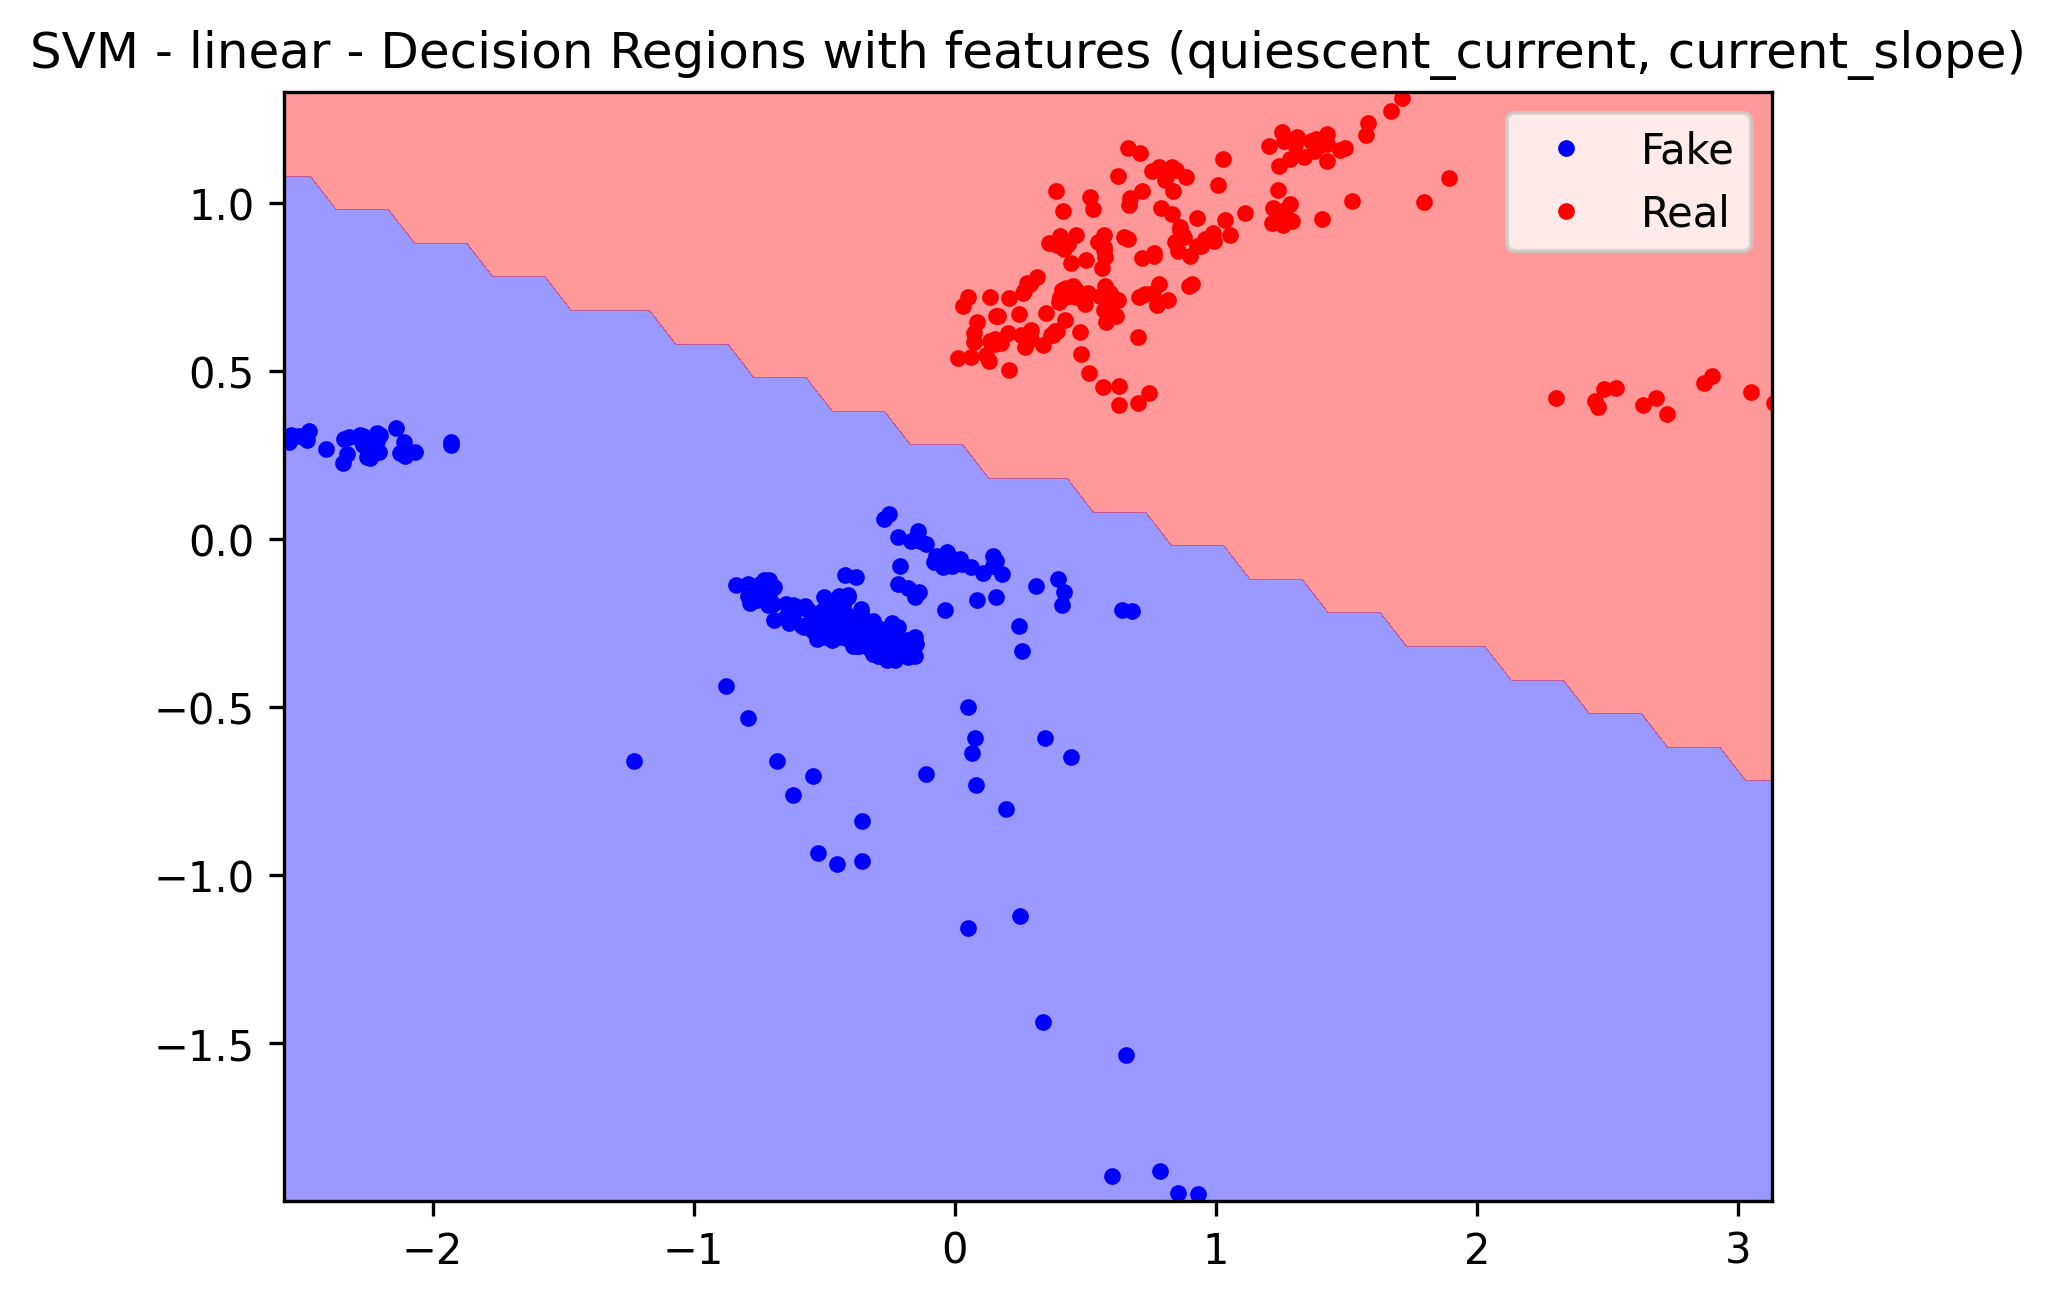 SVM - linear - Decision Regions with features (quiescent_current, current_slope)
Fake
Real
1.0
0.5
0.0
−0.5
−1.0
−1.5
−2 −1 0 1 2 3